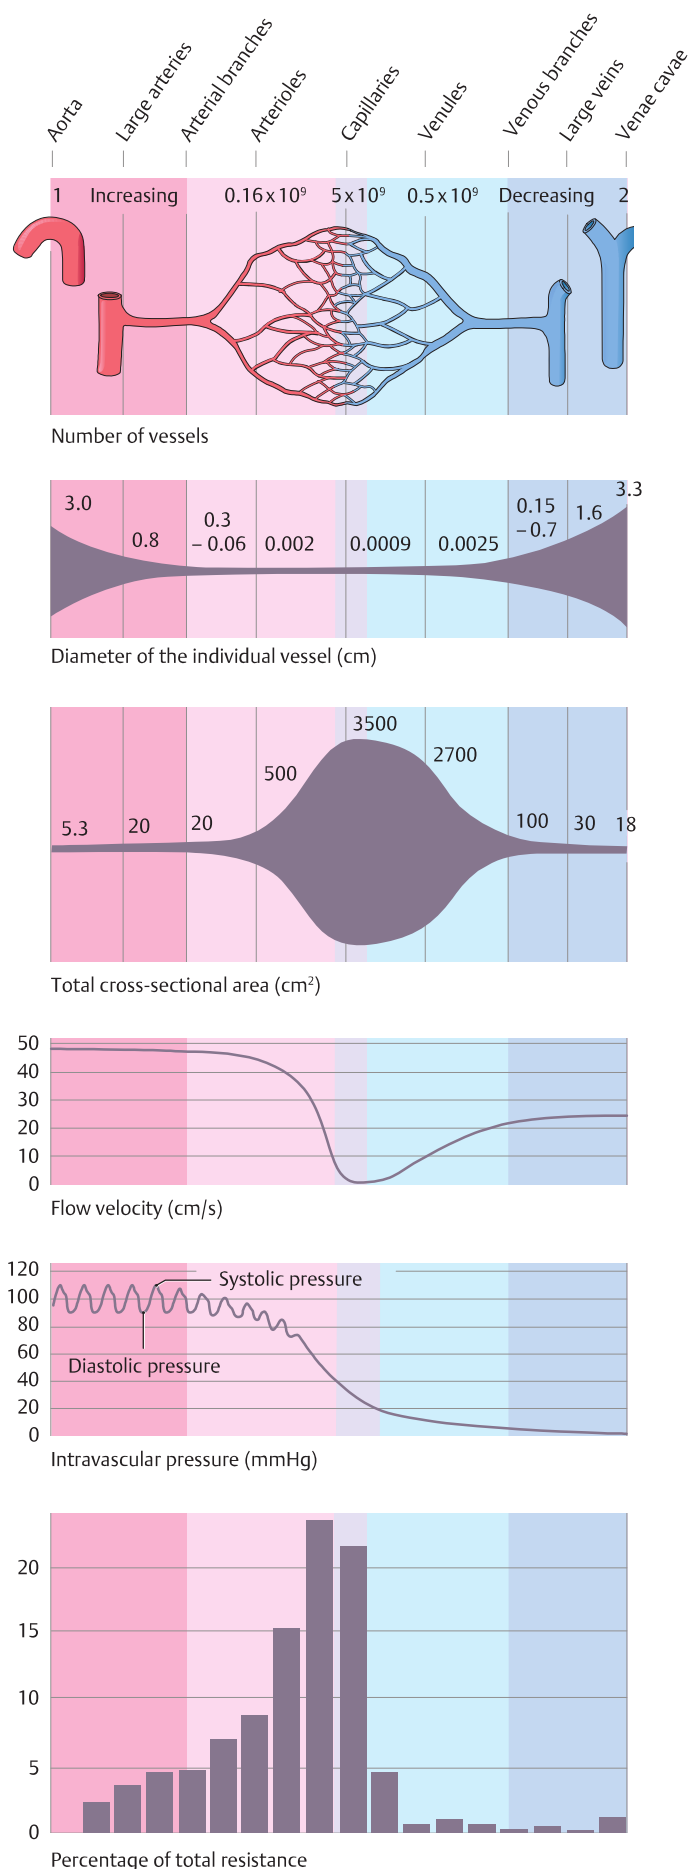 Aorta
Large arteries
Arterial branches
Arterioles
Capillaries
Venules
Venous branches
Large veins
Venae cavae
1 Increasing 0.16 x 10⁹ 5 x 10⁹ 0.5 x 10⁹ Decreasing 2
Number of vessels
3.0
0.8
0.3
– 0.06
0.002
0.0009
0.0025
0.15
– 0.7
1.6
3.3
Diameter of the individual vessel (cm)
5.3
20
20
500
3500
2700
100
30
18
Total cross-sectional area (cm²)
50
40
30
20
10
0
Flow velocity (cm/s)
120
100
80
60
40
20
0
Systolic pressure
Diastolic pressure
Intravascular pressure (mmHg)
20
15
10
5
0
Percentage of total resistance